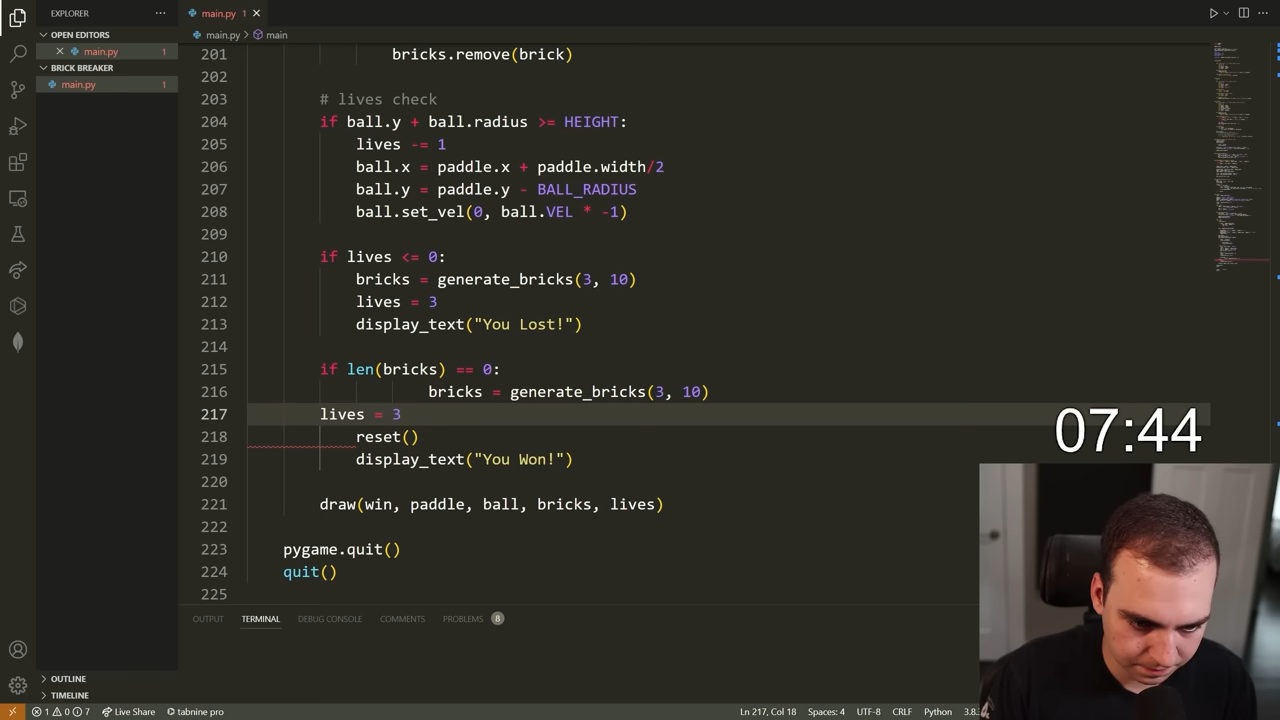 EXPLORER
OPEN EDITORS
main.py 1
BRICK BREAKER
main.py 1
OUTLINE
TIMELINE
main.py 1
main.py > main
201 bricks.remove(brick)
202
203 # lives check
204 if ball.y + ball.radius >= HEIGHT:
205 lives -= 1
206 ball.x = paddle.x + paddle.width/2
207 ball.y = paddle.y - BALL_RADIUS
208 ball.set_vel(0, ball.VEL * -1)
209
210 if lives <= 0:
211 bricks = generate_bricks(3, 10)
212 lives = 3
213 display_text("You Lost!")
214
215 if len(bricks) == 0:
216 bricks = generate_bricks(3, 10)
217 lives = 3
218 reset()
219 display_text("You Won!")
220
221 draw(win, paddle, ball, bricks, lives)
222
223 pygame.quit()
224 quit()
225
07:44
OUTPUT TERMINAL DEBUG CONSOLE COMMENTS PROBLEMS 8
1 0 7 Live Share tabnine pro Ln 217, Col 18 Spaces: 4 UTF-8 CRLF Python 3.8.